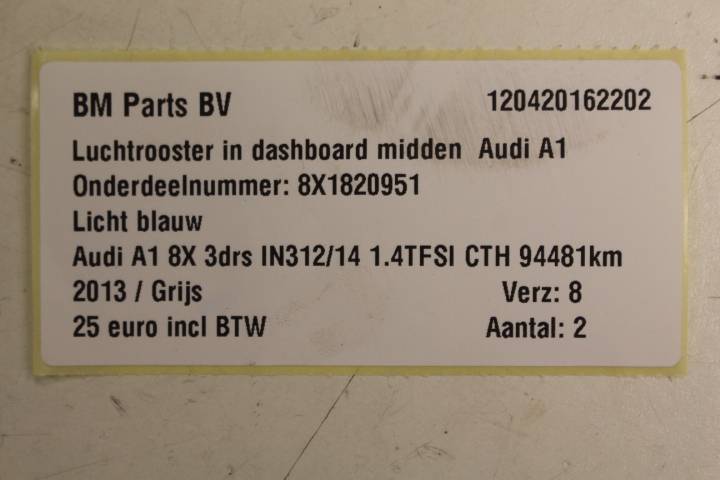 BM Parts BV 120420162202
Luchtrooster in dashboard midden Audi A1
Onderdeelnummer: 8X1820951
Licht blauw
Audi A1 8X 3drs IN312/14 1.4TFSI CTH 94481km
2013 / Grijs Verz: 8
25 euro incl BTW Aantal: 2